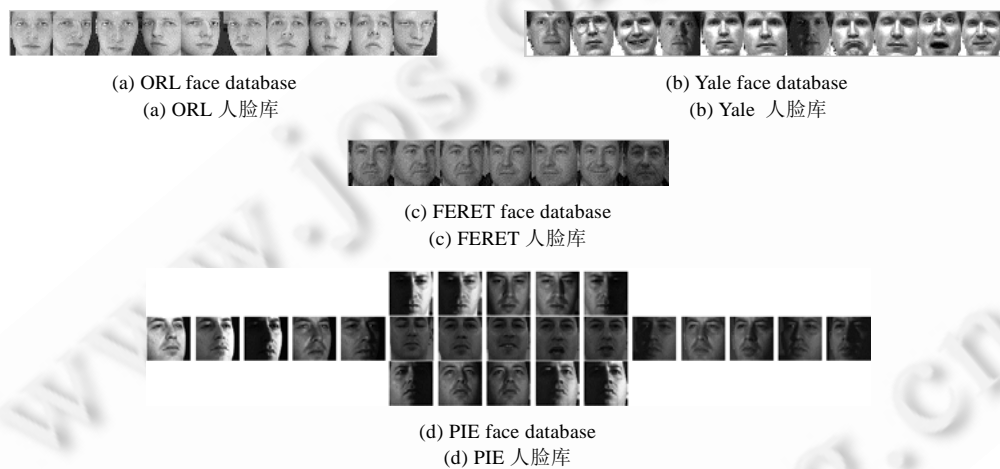 (a) ORL face database
(a) ORL 人脸库
(b) Yale face database
(b) Yale 人脸库
(c) FERET face database
(c) FERET 人脸库
(d) PIE face database
(d) PIE 人脸库